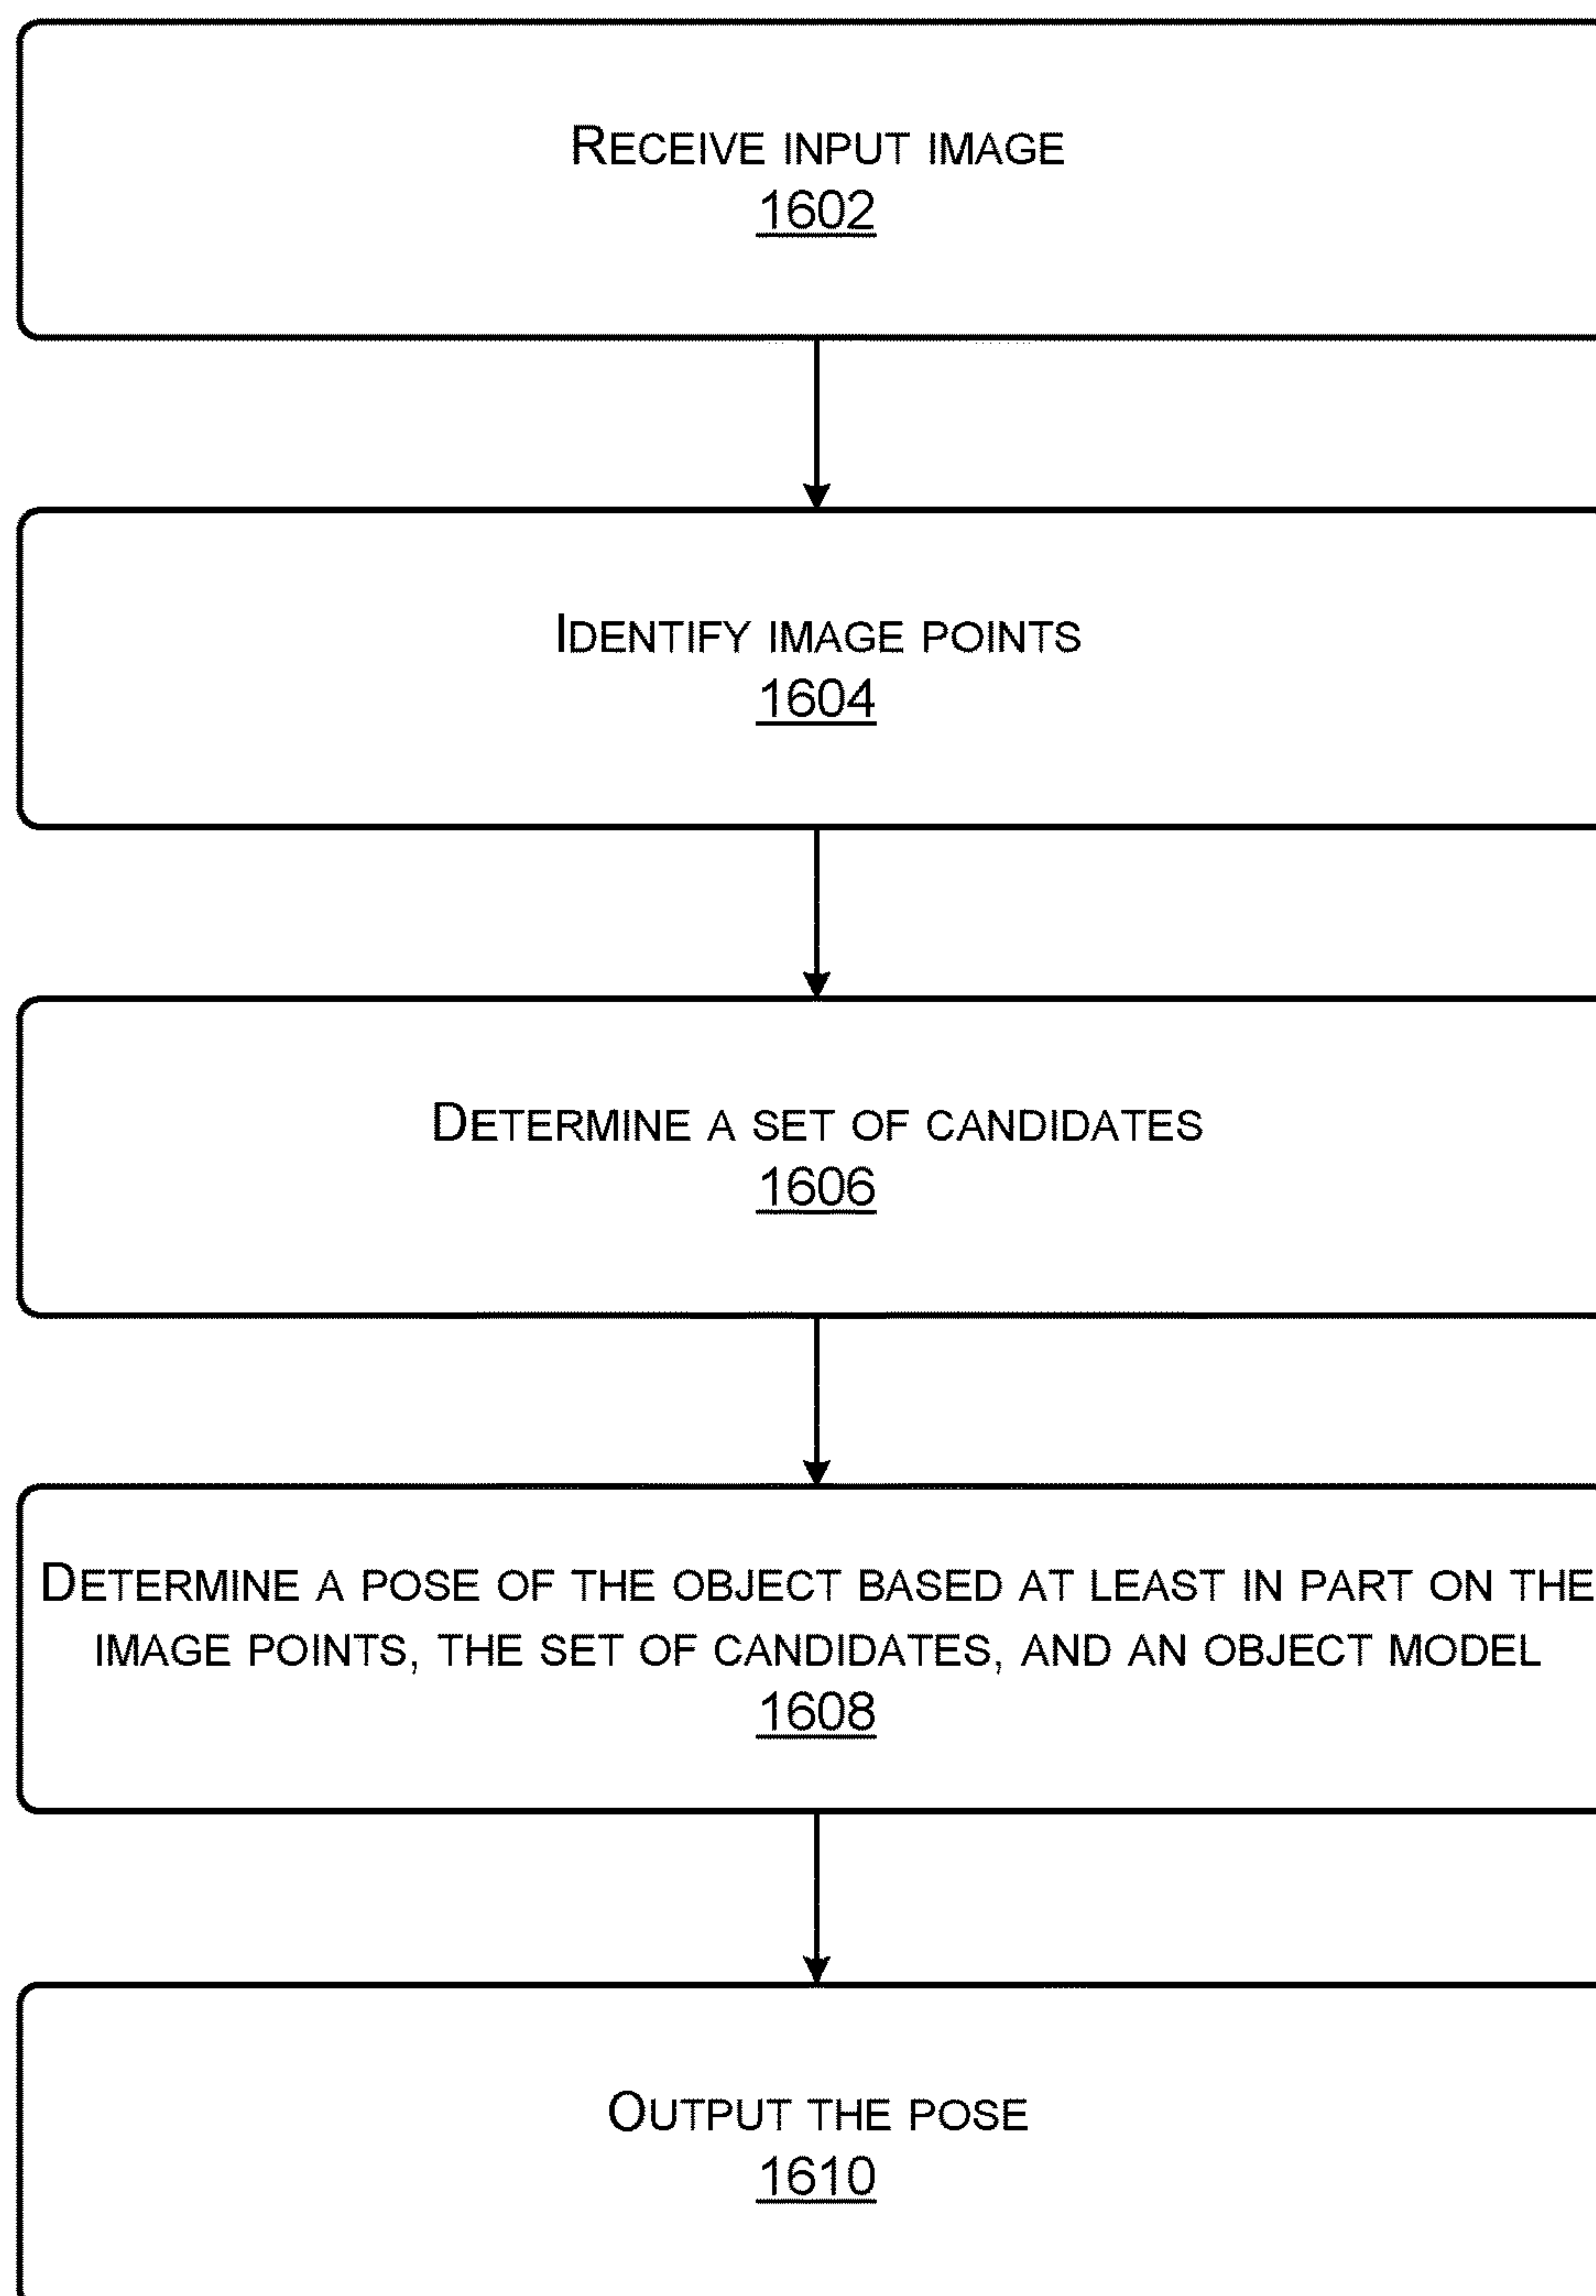 RECEIVE INPUT IMAGE
1602
IDENTIFY IMAGE POINTS
1604
DETERMINE A SET OF CANDIDATES
1606
DETERMINE A POSE OF THE OBJECT BASED AT LEAST IN PART ON THE
IMAGE POINTS, THE SET OF CANDIDATES, AND AN OBJECT MODEL
1608
OUTPUT THE POSE
1610